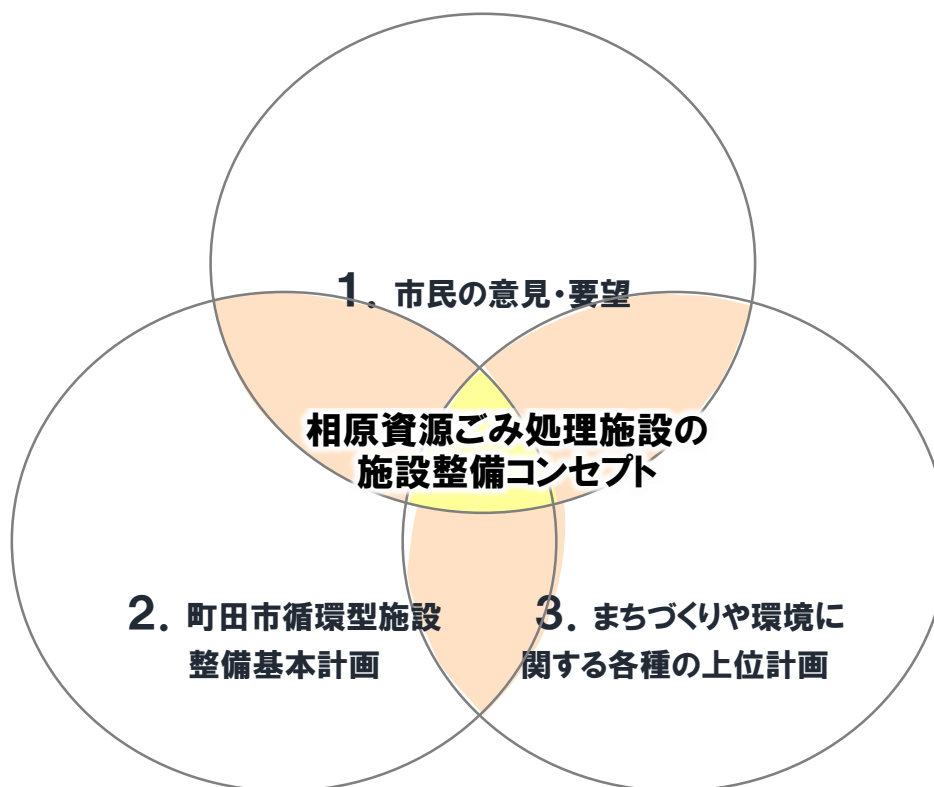 1. 市民の意見・要望
相原資源ごみ処理施設の
施設整備コンセプト
2. 町田市循環型施設
整備基本計画
3. まちづくりや環境に
関する各種の上位計画